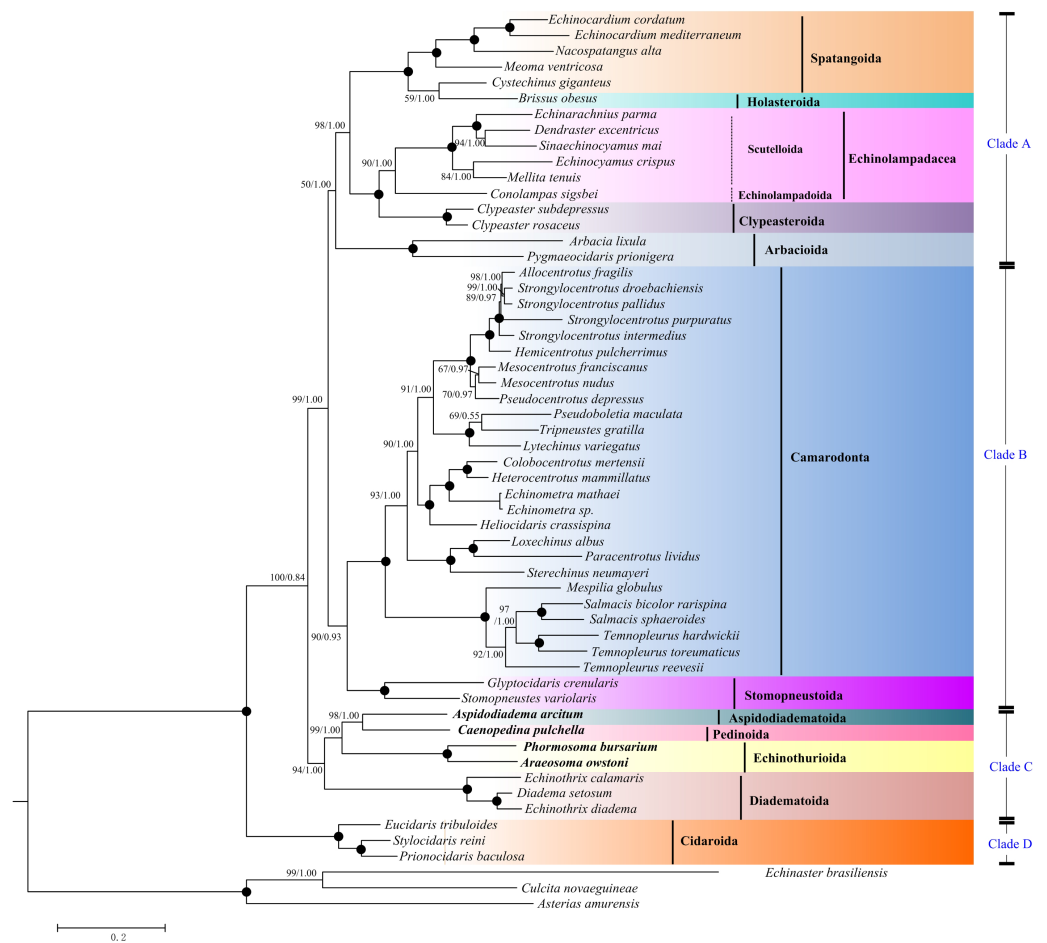 Echinocardium cordatum
Echinocardium mediterraneum
Nacospatangus alta
Meoma ventricosa
Cystechinus giganteus
59/1.00
Brissus obesus
Spatangoida
Holasteroida
98/1.00
Echinarachnius parma
Dendraster excentricus
94/1.00
Sinaechinocyamus mai
90/1.00
Echinocyamus crispus
84/1.00
Mellita tenuis
Conolampas sigsbei
Scutelloida
Echinolampadoida
Echinolampadacea
50/1.00
Clypeaster subdepressus
Clypeaster rosaceus
Clypeasteroida
Arbacia lixula
Pygmaeocidaris prionigera
Arbacioida
Clade A
Allocentrotus fragilis
98/1.00
Strongylocentrotus droebachiensis
99/1.00
89/0.97
Strongylocentrotus pallidus
Strongylocentrotus purpuratus
Strongylocentrotus intermedius
Hemicentrotus pulcherrimus
Mesocentrotus franciscanus
67/0.97
Mesocentrotus nudus
70/0.97
Pseudocentrotus depressus
91/1.00
Pseudoboletia maculata
69/0.55
Tripneustes gratilla
Lytechinus variegatus
99/1.00
90/1.00
Colobocentrotus mertensii
Heterocentrotus mammillatus
Echinometra mathaei
Echinometra sp.
93/1.00
Heliocidaris crassispina
Loxechinus albus
Paracentrotus lividus
Sterechinus neumayeri
Mespilia globulus
100/0.84
Salmacis bicolor rarispina
97
/1.00
Salmacis sphaeroides
Temnopleurus hardwickii
90/0.93
92/1.00
Temnopleurus toreumaticus
Temnopleurus reevesii
Camarodonta
Clade B
Glyptocidaris crenularis
Stomopneustes variolaris
Stomopneustoida
98/1.00
Aspidodiadema arcitum
Aspidodiadematoida
99/1.00
Caenopedina pulchella
Pedinoida
Phormosoma bursarium
Araeosoma owstoni
Echinothurioida
94/1.00
Echinothrix calamaris
Diadema setosum
Echinothrix diadema
Diadematoida
Clade C
Eucidaris tribuloides
Stylocidaris reini
Prionocidaris baculosa
Cidaroida
Clade D
99/1.00
Echinaster brasiliensis
Culcita novaeguineae
Asterias amurensis
0.2